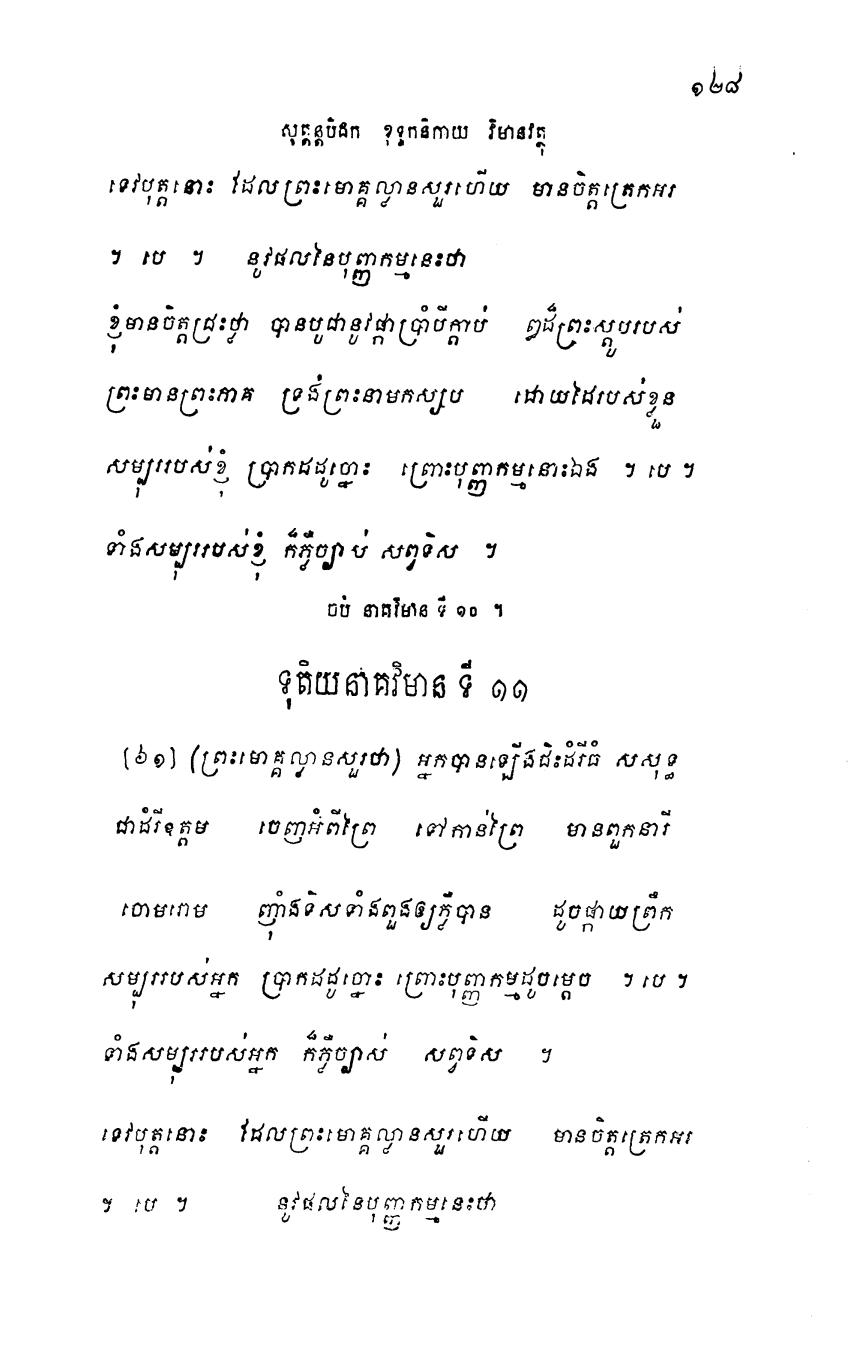 ១២៨
សុត្តន្តបិដក ខុទ្ទកនិកាយ វិមានវត្ថុ
ទេវបុត្តនោះ ដែលព្រះមោគ្គល្លានសួរហើយ មានចិត្តត្រេកអរ
។ បេ ។ នូវផលនៃបុញ្ញកម្មនេះថា
ខ្ញុំមានចិត្តជ្រះថ្លា បានបូជានូវផ្កាប្រាំបីក្តាប់ ឰដ៏ព្រះស្តូបរបស់
ព្រះមានព្រះភាគ ទ្រង់ព្រះនាមកស្សប ដោយដៃរបស់ខ្លួន
សម្បុររបស់ខ្ញុំ ប្រាកដដូច្នោះ ព្រោះបុញ្ញកម្មនោះឯង ។ បេ ។
ទាំងសម្បុររបស់ខ្ញុំ ក៏ភ្លឺច្បាប់ សព្វទិស ។
ចប់ នាគវិមាន ទី ១០ ។
ទុតិយនាគវិមាន ទី ១១
[៦១] (ព្រះមោគ្គល្លានសួរថា) អ្នកបានឡើងជិះដំរីធំ សសុទ្ធ
ជាដំរីឧត្តម ចេញអំពីព្រៃ ទៅកាន់ព្រៃ មានពួកនារី
ចោមរោម ញ៉ាំងទិសទាំងពួងឲ្យភ្លឺបាន ដូចផ្កាយព្រឹក
សម្បុររបស់អ្នក ប្រាកដដូច្នោះ ព្រោះបុញ្ញកម្មដូចម្តេច ។ បេ ។
ទាំងសម្បុររបស់អ្នក ក៏ភ្លឺច្បាស់ សព្វទិស ។
ទេវបុត្តនោះ ដែលព្រះមោគ្គល្លានសួរហើយ មានចិត្តត្រេកអរ
។ បេ ។ នូវផលនៃបុញ្ញកម្មនេះថា